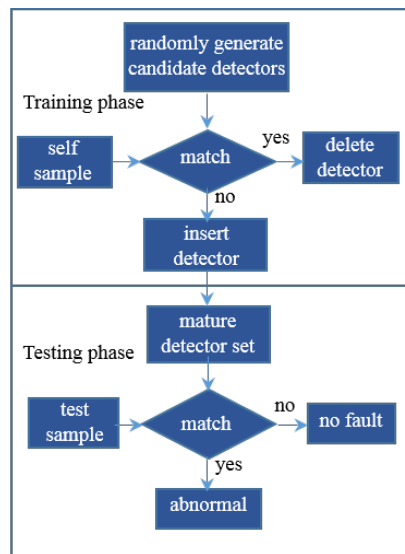 randomly generate
candidate detectors
Training phase
self
sample
match
yes
delete
detector
no
insert
detector
mature
detector set
Testing phase
test
sample
match
no
no fault
yes
abnormal